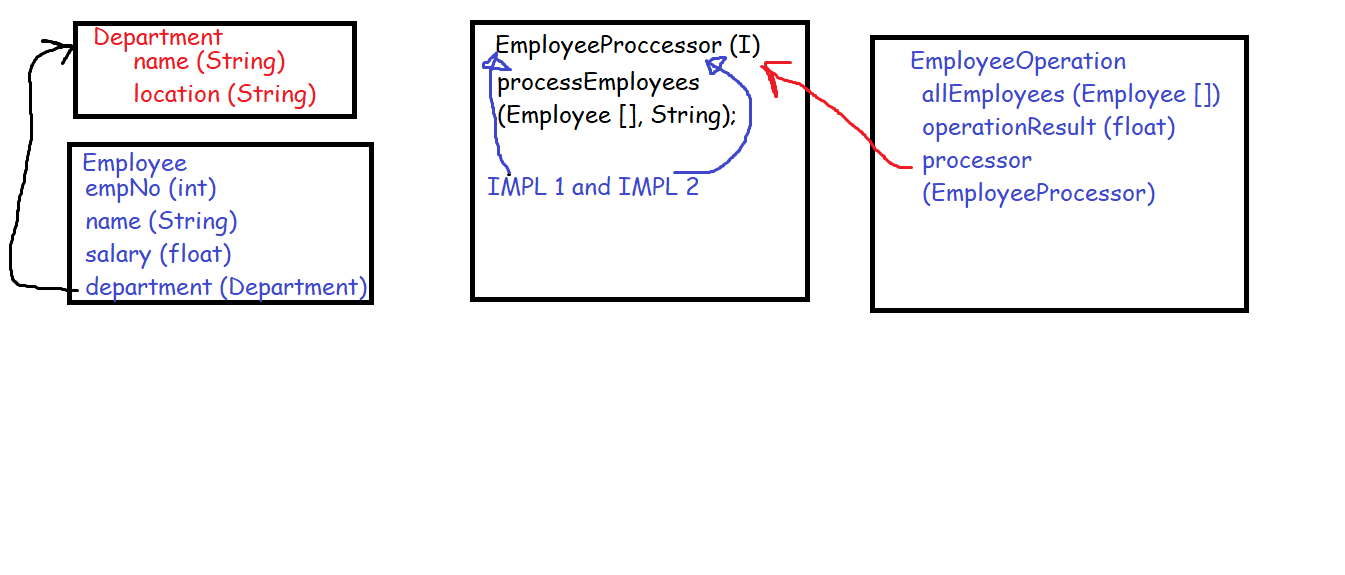 Department
name (String)
location (String)
Employee
empNo (int)
name (String)
salary (float)
department (Department)
EmployeeProccessor (I)
processEmployees
(Employee [], String);
IMPL 1 and IMPL 2
EmployeeOperation
allEmployees (Employee [])
operationResult (float)
processor
(EmployeeProcessor)